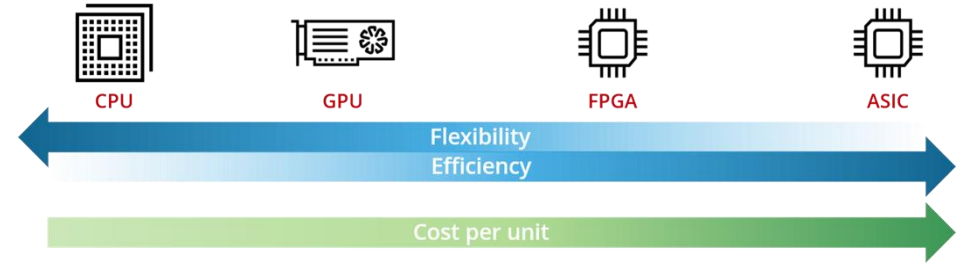 CPU
GPU
FPGA
ASIC
Flexibility
Efficiency
Cost per unit